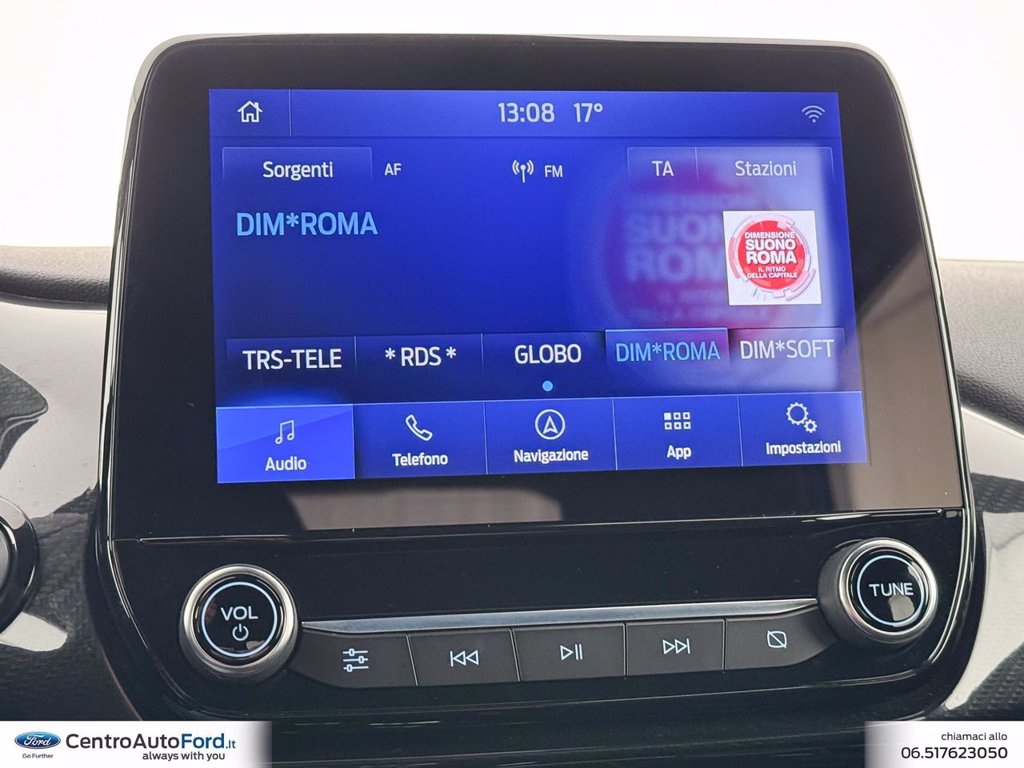 13:08 17°
Sorgenti AF FM TA Stazioni
DIM*ROMA
DIMENSIONE
SUONO
ROMA
IL RITMO
DELLA CAPITALE
TRS-TELE *RDS* GLOBO DIM*ROMA DIM*SOFT
Audio Telefono Navigazione App Impostazioni
VOL TUNE
Ford
Go Further
CentroAutoFord.it
always with you
chiamaci allo
06.517623050